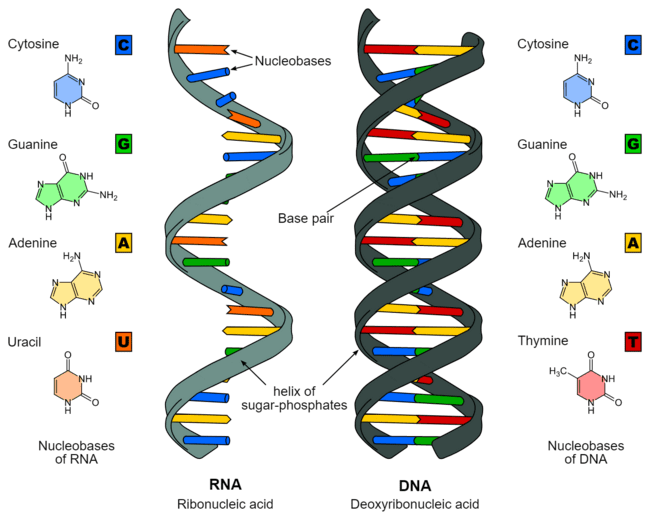 Cytosine C
NH₂
N
N
H
O
Guanine G
O
N
NH
N
H
N
NH₂
Adenine A
H₂N
N
N
N
H
N
Uracil U
O
NH
N
H
O
Nucleobases
of RNA
Nucleobases
Base pair
helix of
sugar-phosphates
RNA
Ribonucleic acid
DNA
Deoxyribonucleic acid
Cytosine C
NH₂
N
N
H
O
Guanine G
O
N
NH
N
H
N
NH₂
Adenine A
H₂N
N
N
N
H
N
Thymine T
O
H₃C
NH
N
H
O
Nucleobases
of DNA